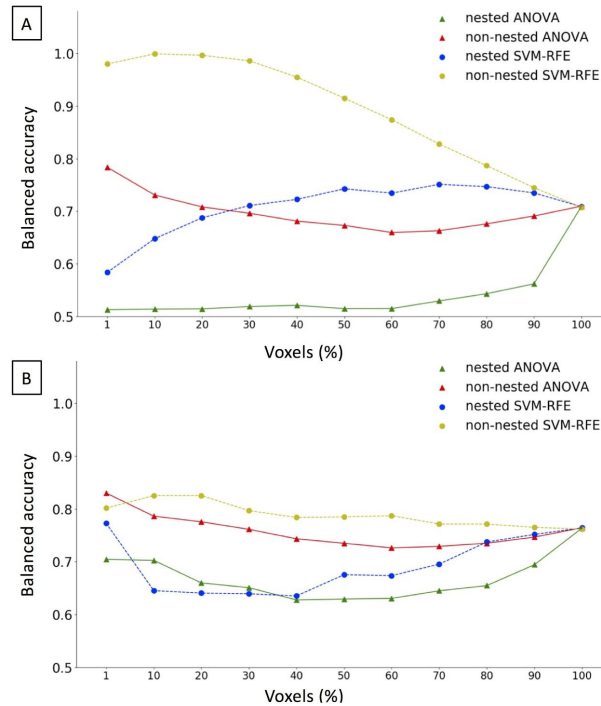 A
nested ANOVA
non-nested ANOVA
nested SVM-RFE
non-nested SVM-RFE
Balanced accuracy
1.0
0.9
0.8
0.7
0.6
0.5
1 10 20 30 40 50 60 70 80 90 100
Voxels (%)
B
nested ANOVA
non-nested ANOVA
nested SVM-RFE
non-nested SVM-RFE
Balanced accuracy
1.0
0.9
0.8
0.7
0.6
0.5
1 10 20 30 40 50 60 70 80 90 100
Voxels (%)